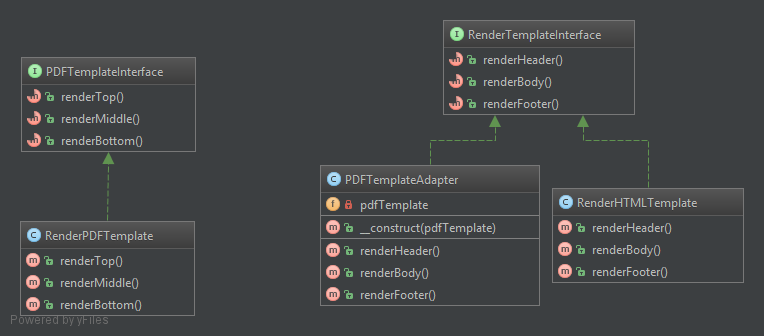 PDFTemplateInterface
renderTop()
renderMiddle()
renderBottom()
RenderPDFTemplate
renderTop()
renderMiddle()
renderBottom()
RenderTemplateInterface
renderHeader()
renderBody()
renderFooter()
PDFTemplateAdapter
pdfTemplate
__construct(pdfTemplate)
renderHeader()
renderBody()
renderFooter()
RenderHTMLTemplate
renderHeader()
renderBody()
renderFooter()
Powered by yFiles